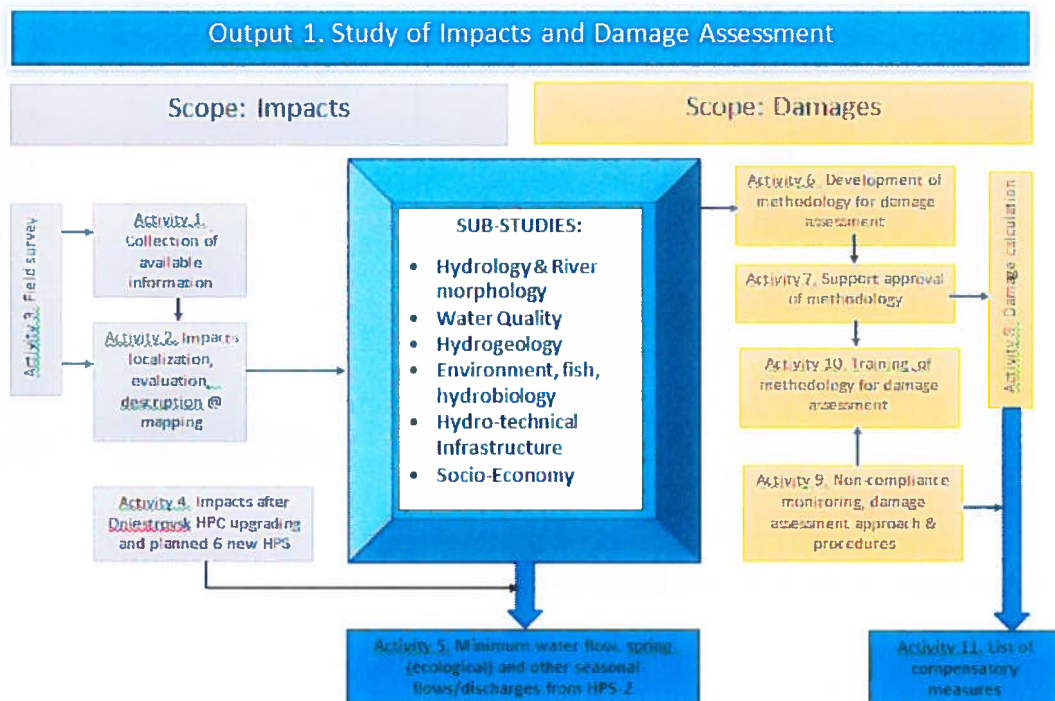 Output 1. Study of Impacts and Damage Assessment
Scope: Impacts
Scope: Damages
Activity 3. Field survey
Activity 1.
Collection of
available
information
Activity 2. Impacts
localization,
evaluation,
description @
mapping
Activity 4. Impacts after
Dniestrovsk HPC upgrading
and planned 6 new HPS
SUB-STUDIES:
• Hydrology & River
morphology
• Water Quality
• Hydrogeology
• Environment, fish,
hydrobiology
• Hydro-technical
Infrastructure
• Socio-Economy
Activity 5. Minimum water flow, spring
(ecological) and other seasonal
flows/discharges from HPS-2
Activity 6. Development of
methodology for damage
assessment
Activity 7. Support approval
of methodology
Activity 10. Training of
methodology for damage
assessment
Activity 9. Non-compliance
monitoring, damage
assessment approach &
procedures
Damage calculation
Activity 11. List of
compensatory
measures